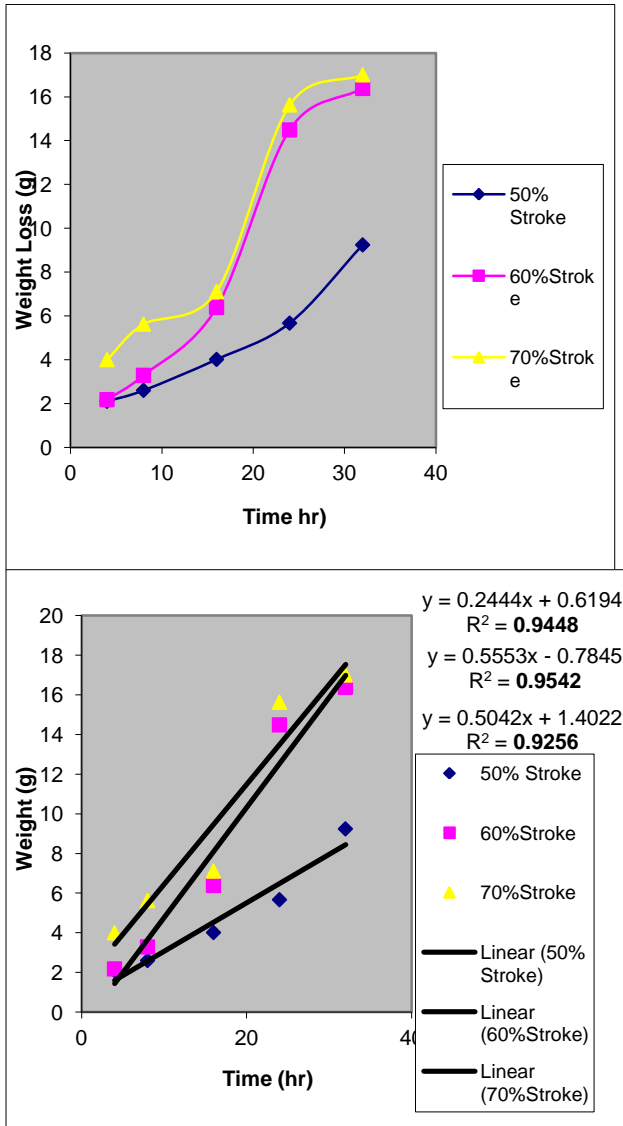 18
16
14
12
10
8
6
4
2
0
Weight Loss (g)
0 10 20 30 40
Time hr)
50%
Stroke
60%Strok
e
70%Strok
e
y = 0.2444x + 0.6194
R² = 0.9448
y = 0.5553x - 0.7845
R² = 0.9542
y = 0.5042x + 1.4022
R² = 0.9256
20
18
16
14
12
10
8
6
4
2
0
Weight (g)
0 20 40
Time (hr)
50% Stroke
60%Stroke
70%Stroke
Linear (50%
Stroke)
Linear
(60%Stroke)
Linear
(70%Stroke)